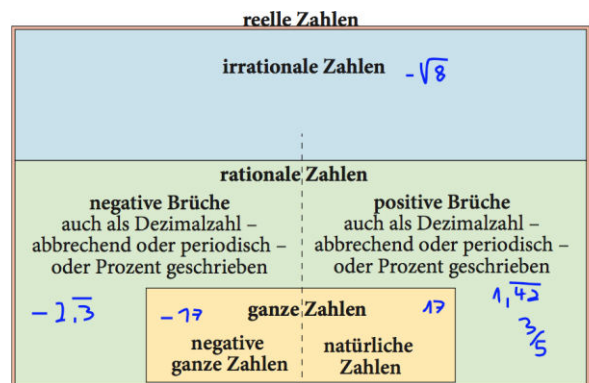 reelle Zahlen
irrationale Zahlen -√8
rationale Zahlen
negative Brüche
auch als Dezimalzahl –
abbrechend oder periodisch –
oder Prozent geschrieben
positive Brüche
auch als Dezimalzahl –
abbrechend oder periodisch –
oder Prozent geschrieben
-2,3̅
1,4̅2̅
3/5
-17 ganze Zahlen 17
negative
ganze Zahlen
natürliche
Zahlen